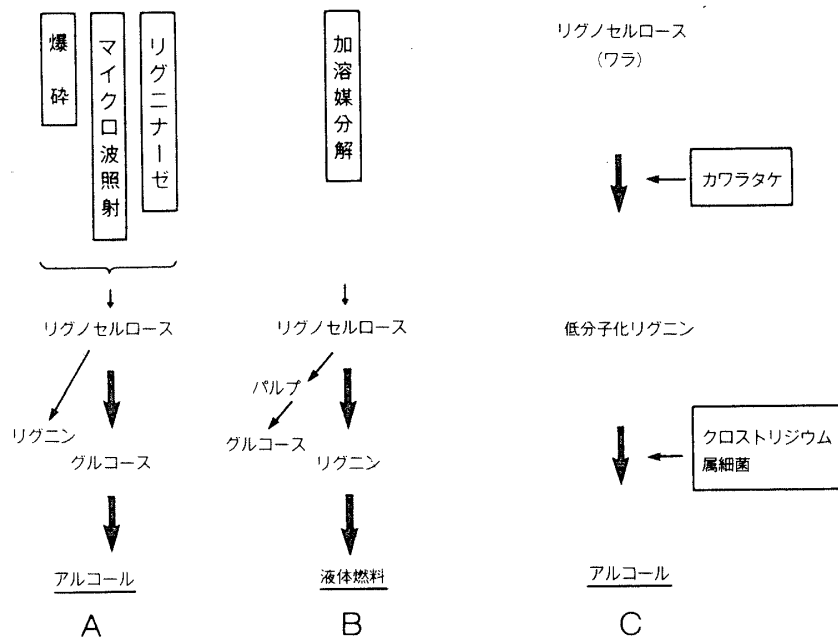 爆砕
マイクロ波照射
リグニナーゼ
リグノセルロース
リグニン
グルコース
アルコール
A
加溶媒分解
リグノセルロース
パルプ
グルコース
リグニン
液体燃料
B
リグノセルロース
(ワラ)
カワラタケ
低分子化リグニン
クロストリジウム
属細菌
アルコール
C